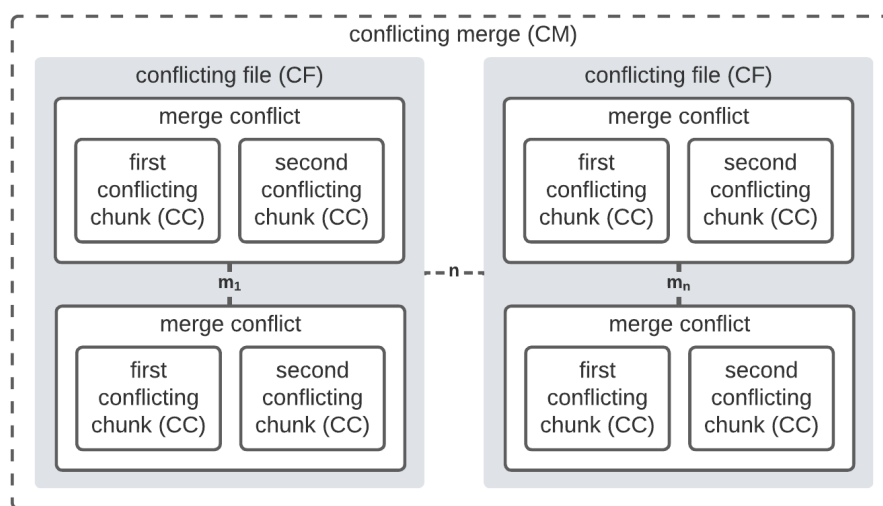 conflicting merge (CM)
conflicting file (CF)
merge conflict
first
conflicting
chunk (CC)
second
conflicting
chunk (CC)
m₁
merge conflict
first
conflicting
chunk (CC)
second
conflicting
chunk (CC)
n
conflicting file (CF)
merge conflict
first
conflicting
chunk (CC)
second
conflicting
chunk (CC)
mₙ
merge conflict
first
conflicting
chunk (CC)
second
conflicting
chunk (CC)